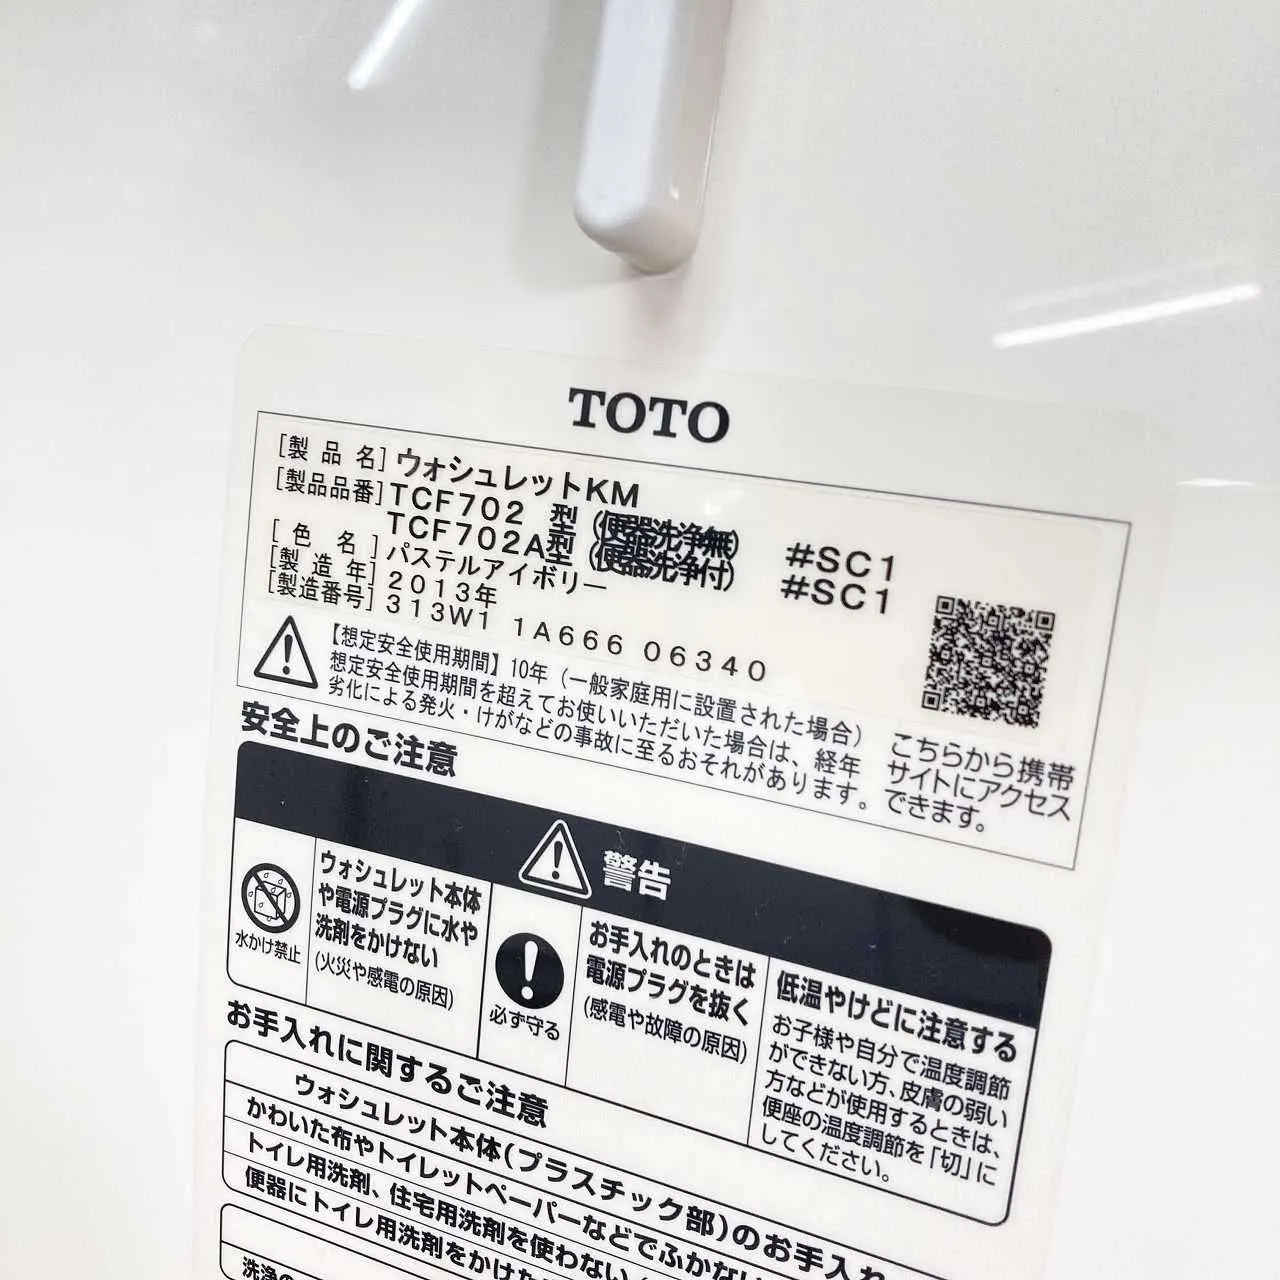 TOTO
[製品名] ウォシュレットKM
[製品品番] TCF702 型 (便器洗浄無) #SC1
TCF702A型 (便器洗浄付) #SC1
[色名] パステルアイボリー
[製造年] 2013年
[製造番号] 313W1 1A666 06340
【想定安全使用期間】10年 (一般家庭用に設置された場合)
想定安全使用期間を超えてお使いいただいた場合は、経年
劣化による発火・けがなどの事故に至るおそれがあります。
こちらから携帯
サイトにアクセス
できます。
安全上のご注意
警告
水かけ禁止
ウォシュレット本体
や電源プラグに水や
洗剤をかけない
(火災や感電の原因)
必ず守る
お手入れのときは
電源プラグを抜く
(感電や故障の原因)
低温やけどに注意する
お子様や自分で温度調節
ができない方、皮膚の弱い
方などが使用するときは、
便座の温度調節を「切」に
してください。
お手入れに関するご注意
ウォシュレット本体(プラスチック部)のお手入れ
かわいた布やトイレットペーパーなどでふかない
トイレ用洗剤、住宅用洗剤を使わない
便器にトイレ用洗剤をかけた
洗浄の